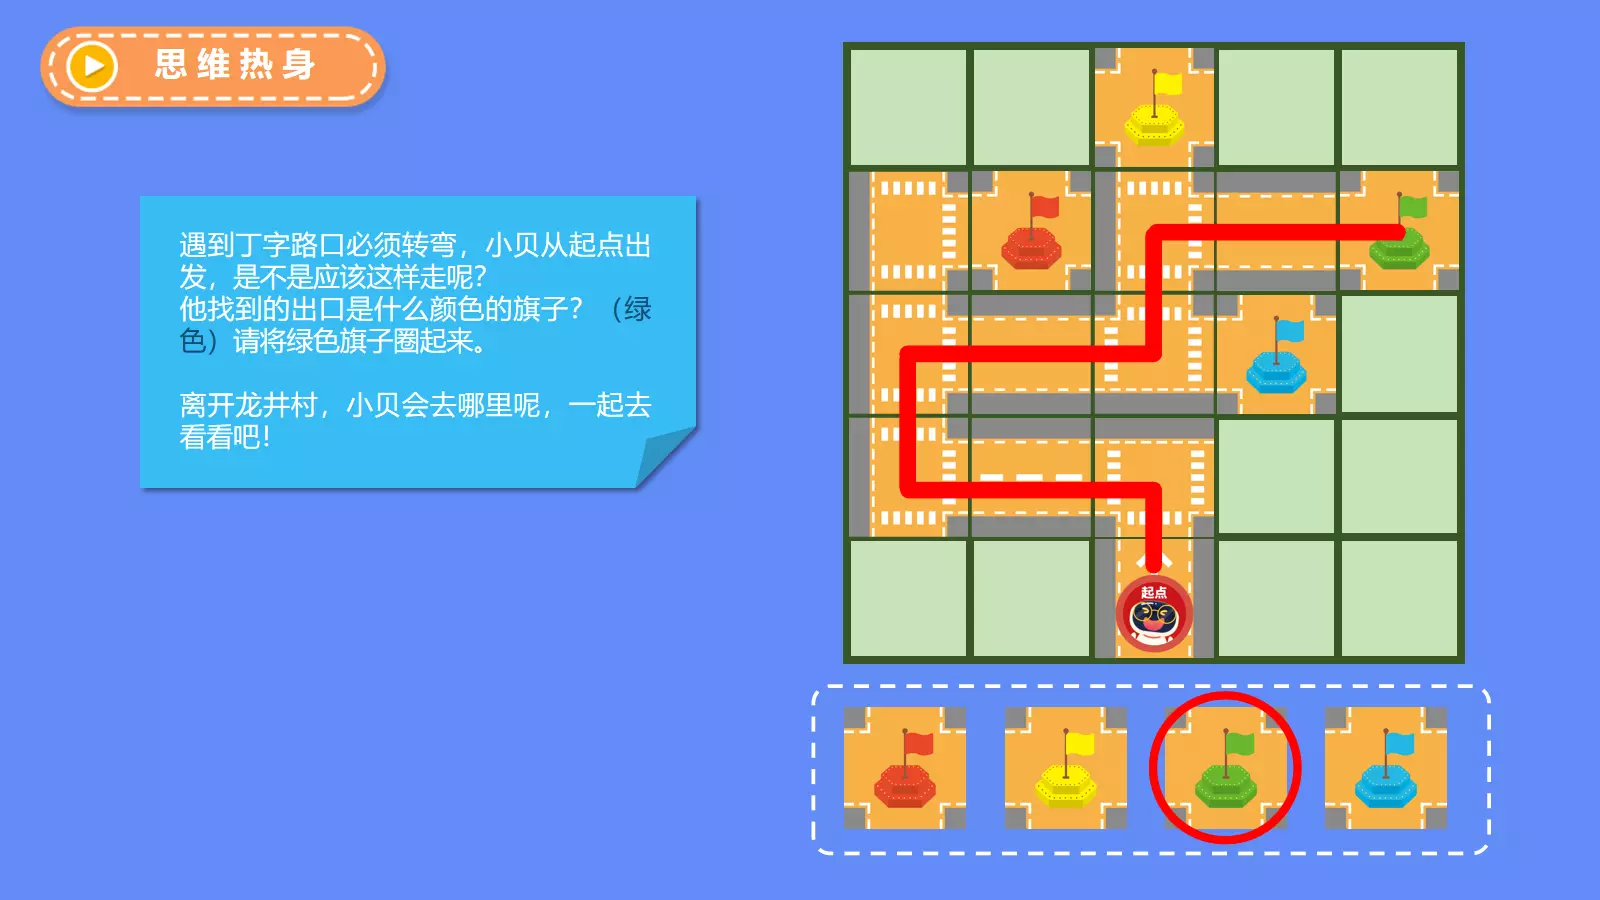 思维热身
遇到丁字路口必须转弯，小贝从起点出
发，是不是应该这样走呢？
他找到的出口是什么颜色的旗子？（绿
色）请将绿色旗子圈起来。
离开龙井村，小贝会去哪里呢，一起去
看看吧！
起点